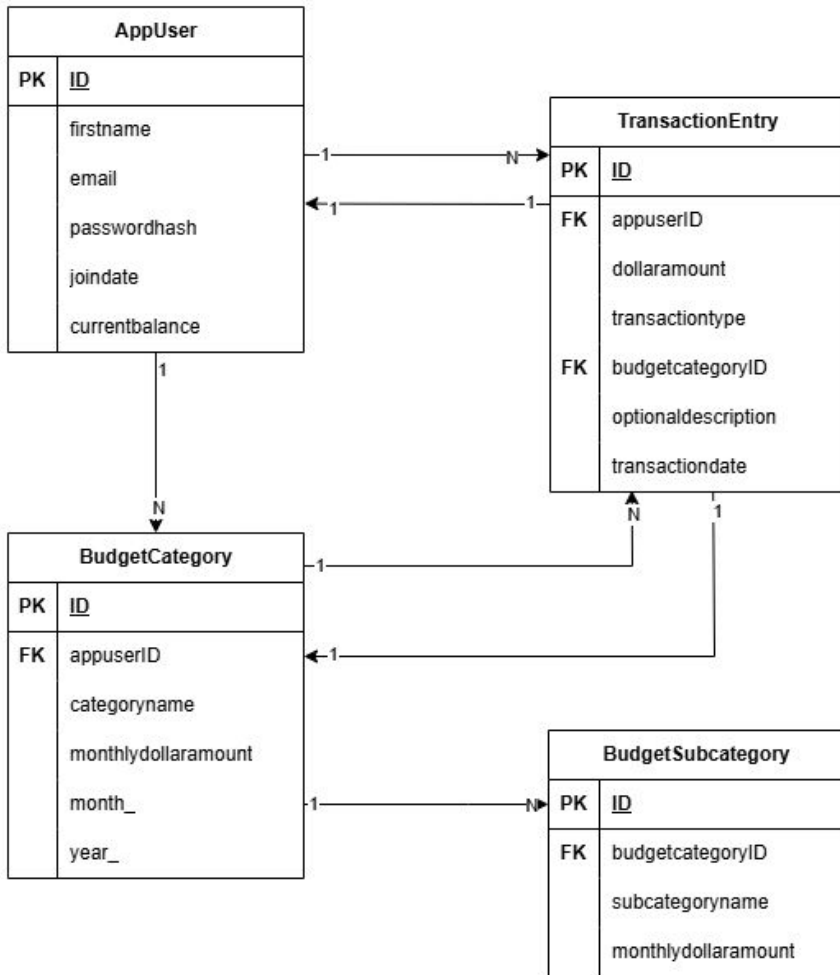 AppUser
PK ID
firstname
email
passwordhash
joindate
currentbalance
1 N
1 1
TransactionEntry
PK ID
FK appuserID
dollaramount
transactiontype
FK budgetcategoryID
optionaldescription
transactiondate
1
N
N 1
BudgetCategory
PK ID
FK appuserID
categoryname
monthlydollaramount
month_
year_
1
1
1 N
BudgetSubcategory
PK ID
FK budgetcategoryID
subcategoryname
monthlydollaramount